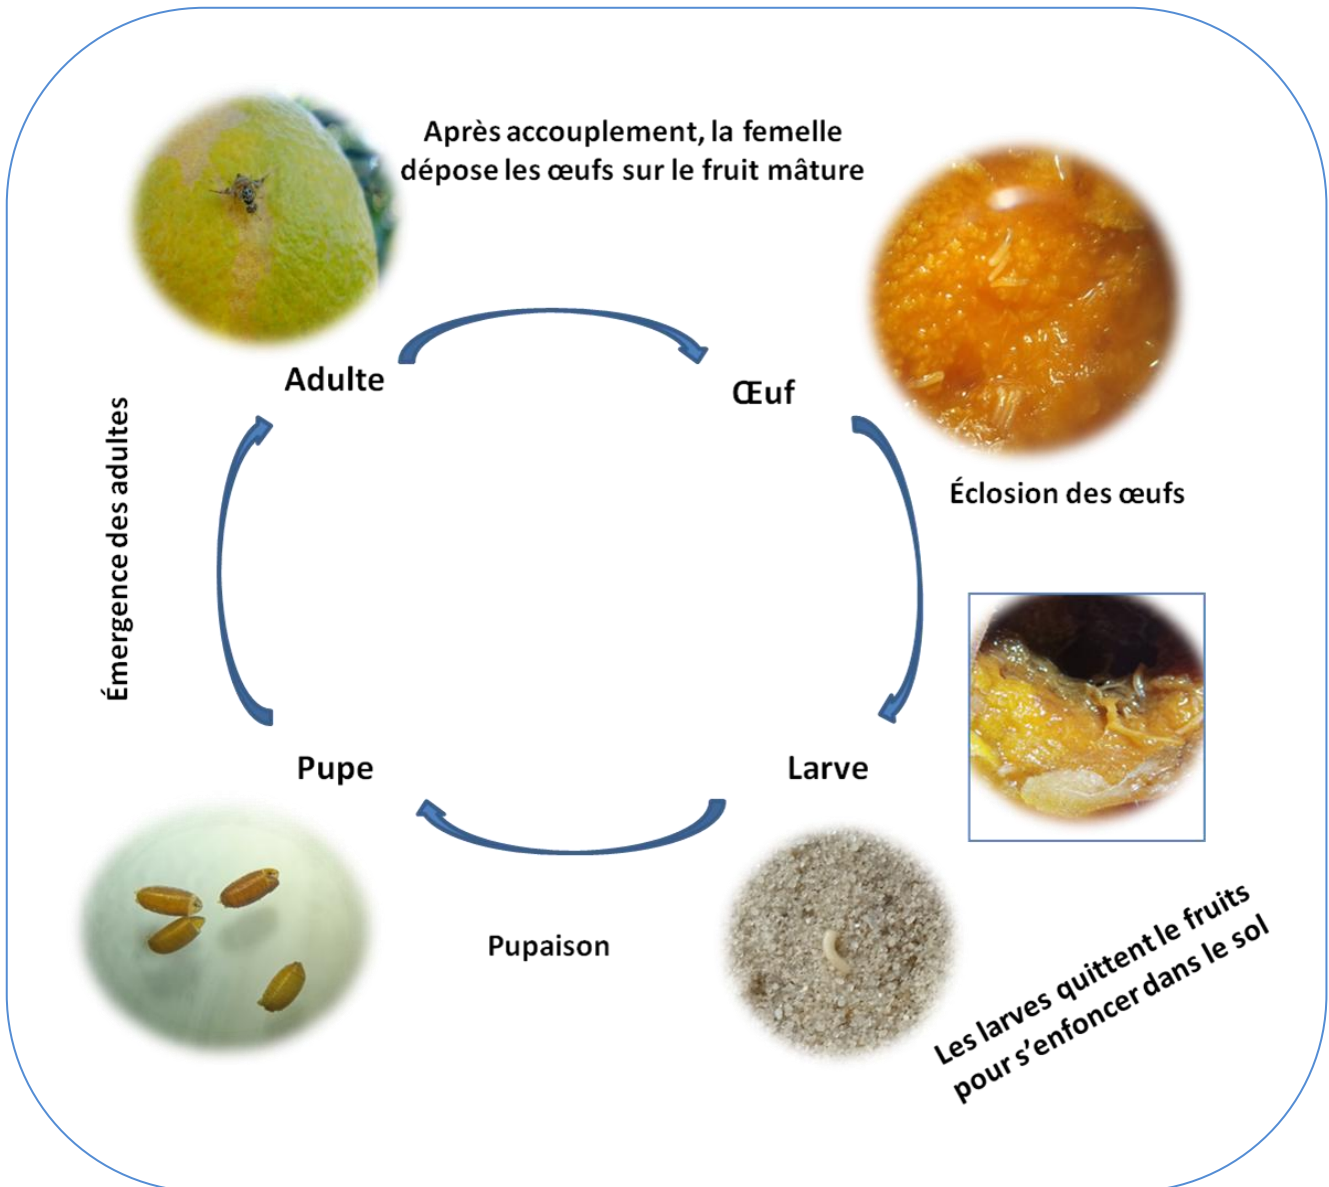 Après accouplement, la femelle
dépose les œufs sur le fruit mâture
Adulte
Œuf
Éclosion des œufs
Émergence des adultes
Pupe
Larve
Pupaison
Les larves quittent le fruits
pour s'enfoncer dans le sol